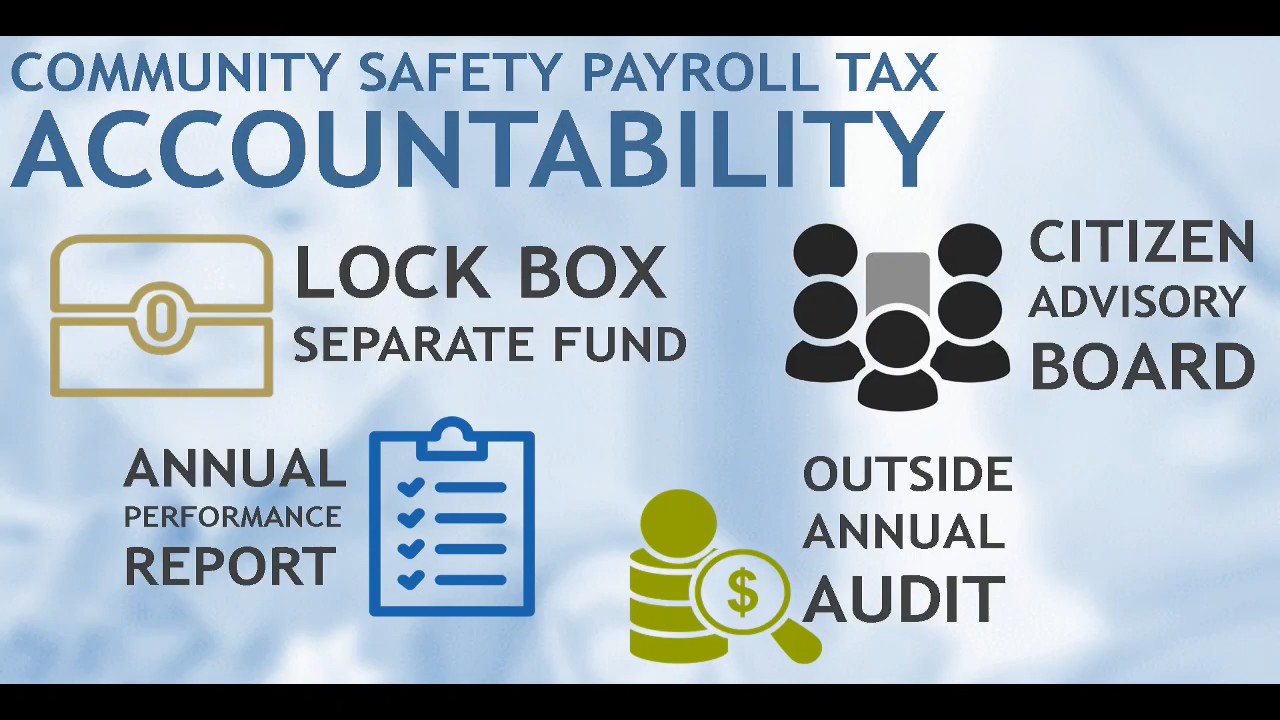 COMMUNITY SAFETY PAYROLL TAX
ACCOUNTABILITY
LOCK BOX
SEPARATE FUND
CITIZEN
ADVISORY
BOARD
ANNUAL
PERFORMANCE
REPORT
OUTSIDE
ANNUAL
AUDIT
$